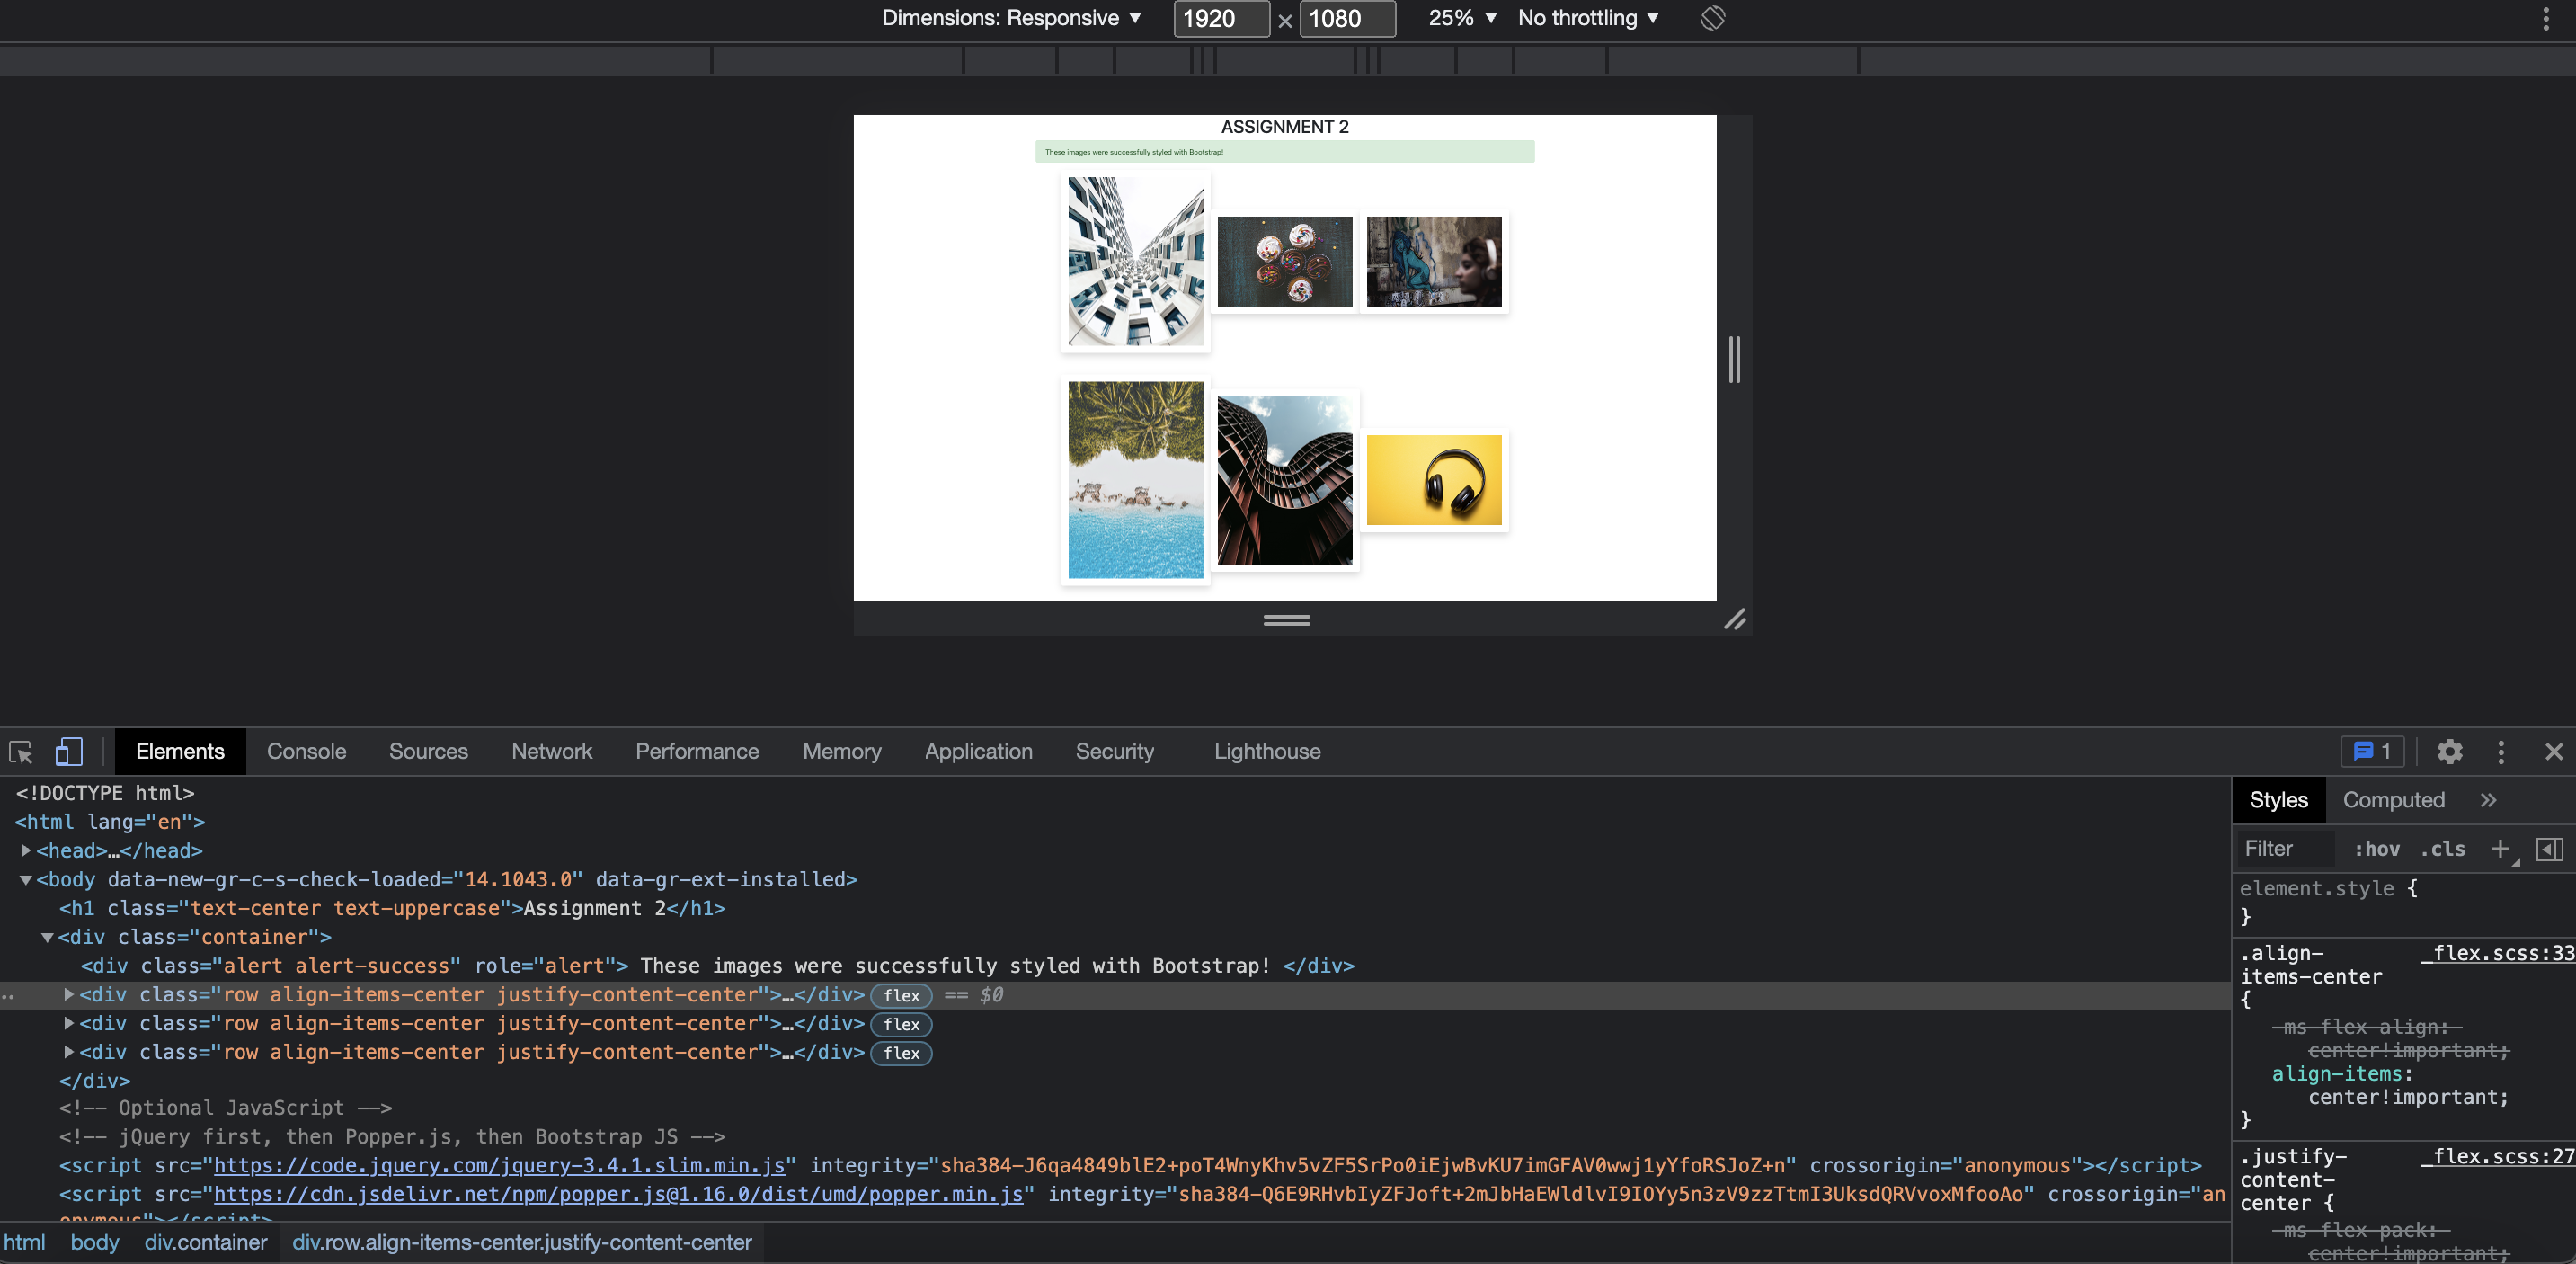 Dimensions: Responsive ▼ 1920 × 1080 25% ▼ No throttling ▼
ASSIGNMENT 2
These images were successfully styled with Bootstrap!
Elements Console Sources Network Performance Memory Application Security Lighthouse 1
<!DOCTYPE html>
<html lang="en">
▶<head>…</head>
▼<body data-new-gr-c-s-check-loaded="14.1043.0" data-gr-ext-installed>
<h1 class="text-center text-uppercase">Assignment 2</h1>
▼<div class="container">
<div class="alert alert-success" role="alert"> These images were successfully styled with Bootstrap! </div>
▶<div class="row align-items-center justify-content-center">…</div> flex == $0
▶<div class="row align-items-center justify-content-center">…</div> flex
▶<div class="row align-items-center justify-content-center">…</div> flex
</div>
<!-- Optional JavaScript -->
<!-- jQuery first, then Popper.js, then Bootstrap JS -->
<script src="https://code.jquery.com/jquery-3.4.1.slim.min.js" integrity="sha384-J6qa4849blE2+poT4WnyKhv5vZF5SrPo0iEjwBvKU7imGFAV0wwj1yYfoRSJoZ+n" crossorigin="anonymous"></script>
<script src="https://cdn.jsdelivr.net/npm/popper.js@1.16.0/dist/umd/popper.min.js" integrity="sha384-Q6E9RHvbIyZFJoft+2mJbHaEWldlvI9IOYy5n3zV9zzTtmI3UksdQRVvoxMfooAo" crossorigin="an
onymous"></script>
html body div.container div.row.align-items-center.justify-content-center
Styles Computed »
Filter :hov .cls +
element.style {
}
.align- _flex.scss:33
items-center
{
-ms-flex-align:
center!important;
align-items:
center!important;
}
.justify- _flex.scss:27
content-
center {
-ms-flex-pack:
center!important;